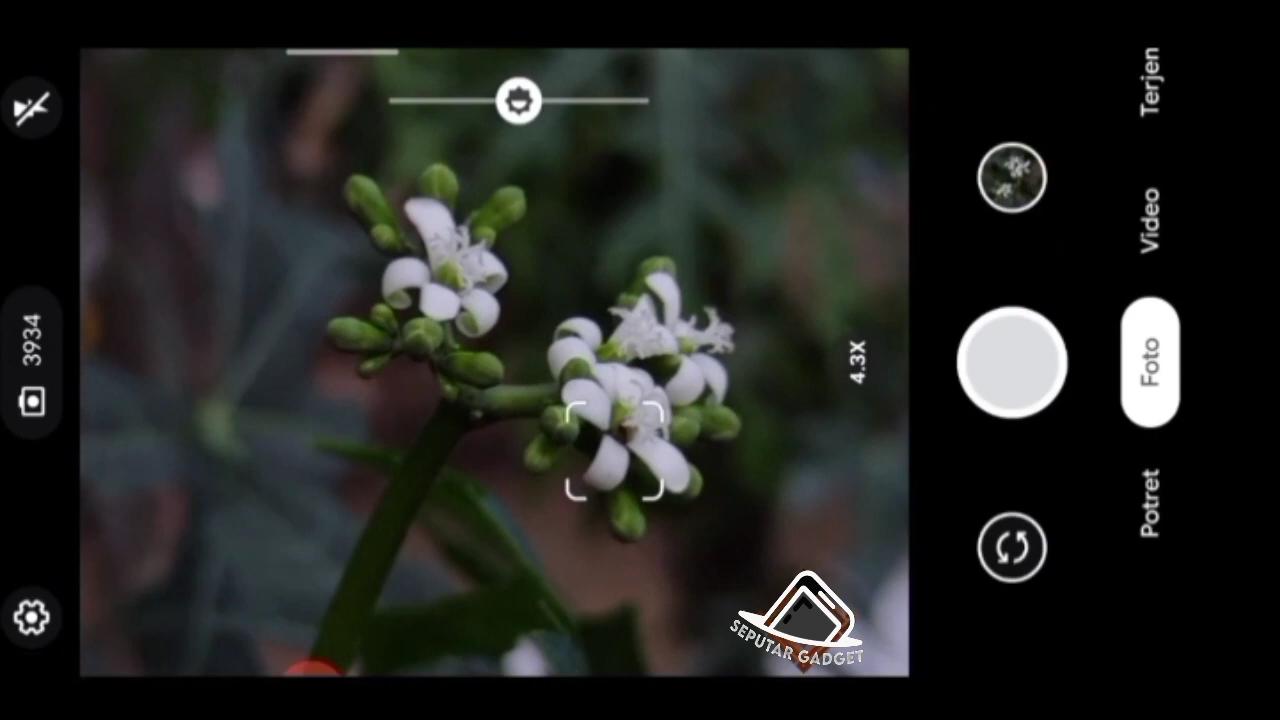 3934
4.3X
Terjen
Video
Foto
Potret
SEPUTAR GADGET